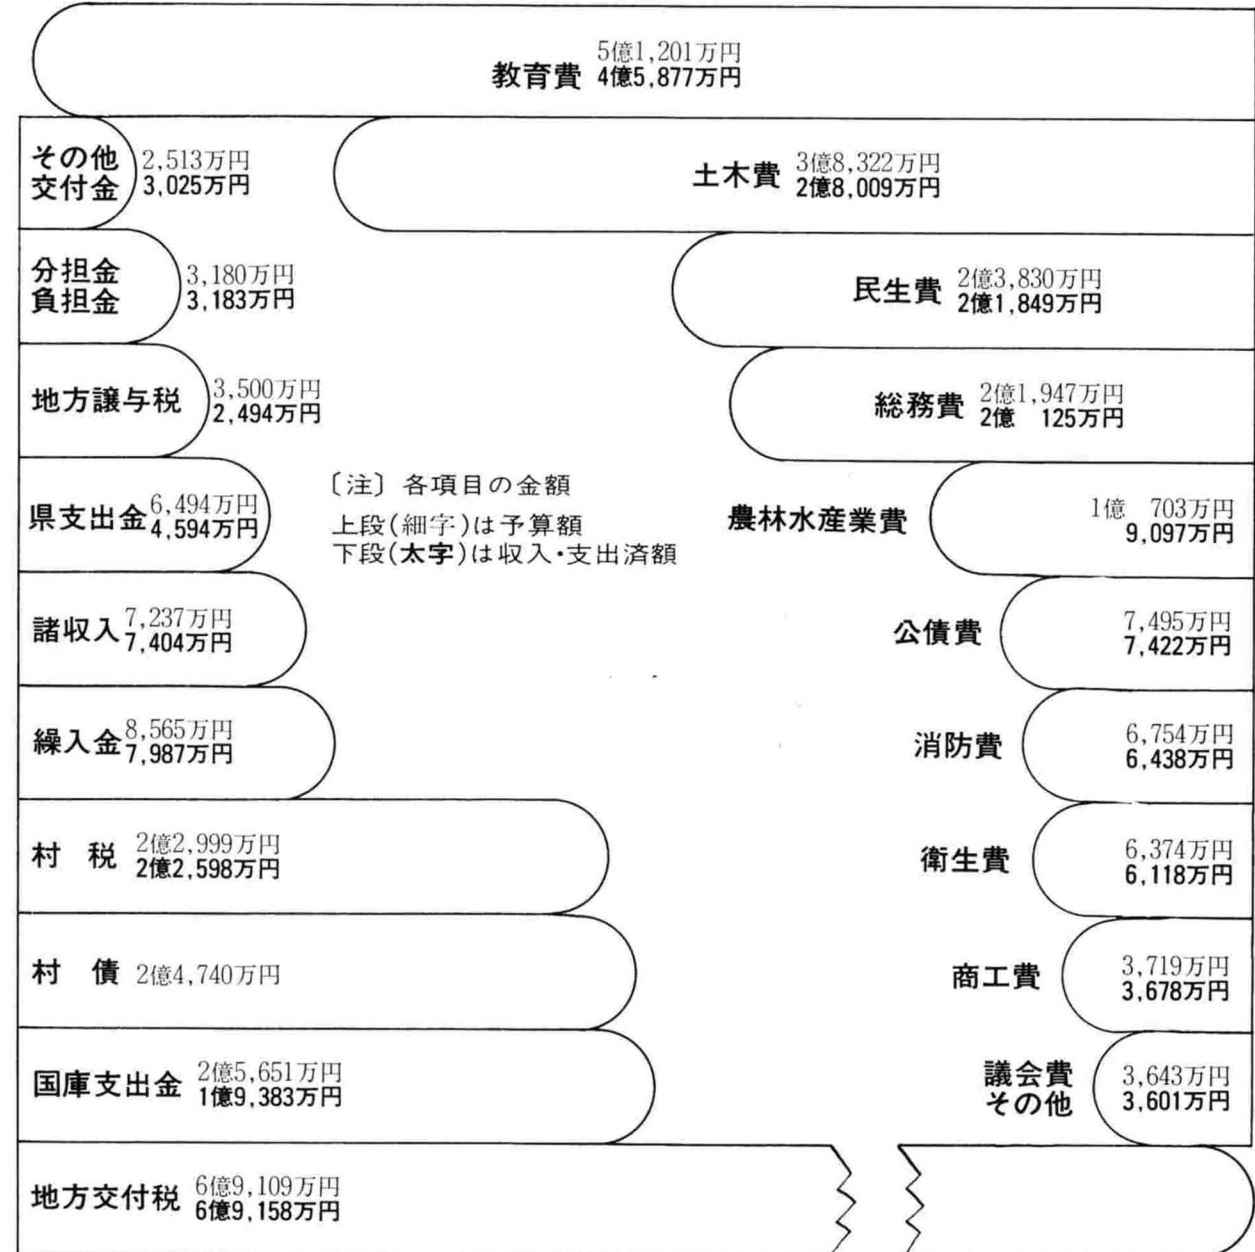 教育費 5億1,201万円
4億5,877万円
その他
交付金
2,513万円
3,025万円
土木費 3億8,322万円
2億8,009万円
分担金
負担金
3,180万円
3,183万円
民生費 2億3,830万円
2億1,849万円
地方譲与税 3,500万円
2,494万円
総務費 2億1,947万円
2億 125万円
県支出金 6,494万円
4,594万円
〔注〕各項目の金額
上段(細字)は予算額
下段(太字)は収入・支出済額
農林水産業費 1億 703万円
9,097万円
諸収入 7,237万円
7,404万円
公債費 7,495万円
7,422万円
繰入金 8,565万円
7,987万円
消防費 6,754万円
6,438万円
村 税 2億2,999万円
2億2,598万円
衛生費 6,374万円
6,118万円
村 債 2億4,740万円
商工費 3,719万円
3,678万円
国庫支出金 2億5,651万円
1億9,383万円
議会費
その他
3,643万円
3,601万円
地方交付税 6億9,109万円
6億9,158万円